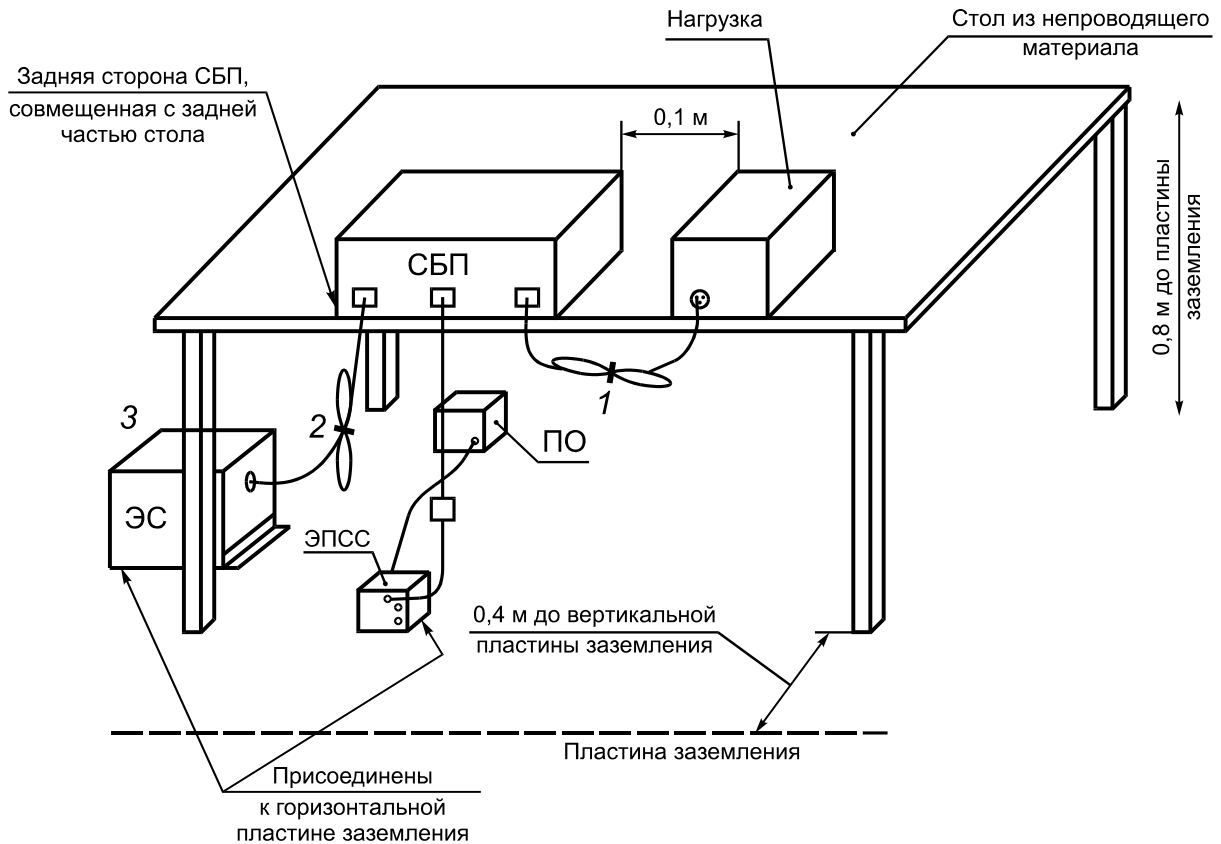 Нагрузка
Стол из непроводящего
материала
Задняя сторона СБП,
совмещенная с задней
частью стола
0,1 м
0,8 м до пластины
заземления
СБП
1
2
3
ПО
ЭС
ЭПСС
0,4 м до вертикальной
пластины заземления
Пластина заземления
Присоединены
к горизонтальной
пластине заземления